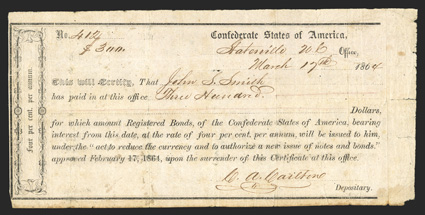 No. 412 Confederate States of America,
$ 300. Statesville N C Office,
March 17th 1864
This will Certify, That John T. Smith
has paid in at this office Three Hundred
Dollars,
for which amount Registered Bonds, of the Confederate States of America, bearing
interest from this date, at the rate of four per cent. per annum, will be issued to him,
under the "act to reduce the currency and to authorize a new issue of notes and bonds."
approved February 17, 1864, upon the surrender of this Certificate at this office.
C. A. Carlton
Depositary.
four per cent. per annum.